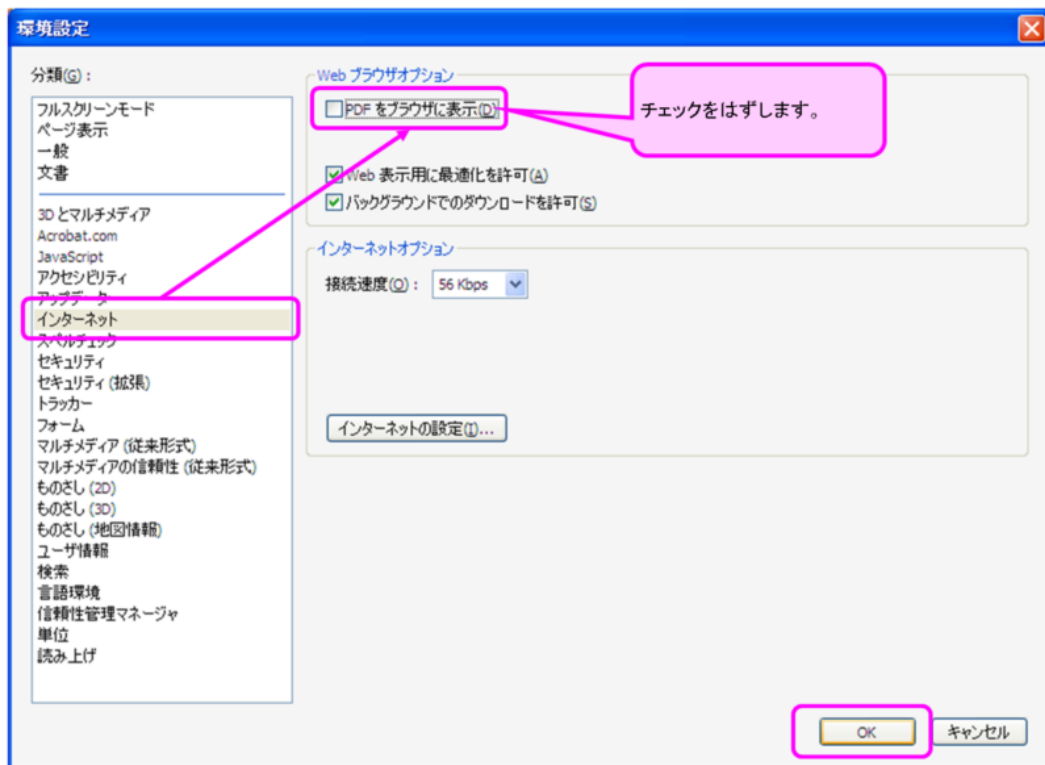 環境設定
分類(G) :
フルスクリーンモード
ページ表示
一般
文書
3D とマルチメディア
Acrobat.com
JavaScript
アクセシビリティ
アップデータ
インターネット
スペルチェック
セキュリティ
セキュリティ (拡張)
トラッカー
フォーム
マルチメディア (従来形式)
マルチメディアの信頼性 (従来形式)
ものさし (2D)
ものさし (3D)
ものさし (地図情報)
ユーザ情報
検索
言語環境
信頼性管理マネージャ
単位
読み上げ
Web ブラウザオプション
PDF をブラウザに表示(D)
チェックをはずします。
Web 表示用に最適化を許可(A)
バックグラウンドでのダウンロードを許可(S)
インターネットオプション
接続速度(O) : 56 Kbps
インターネットの設定(I)...
OK キャンセル